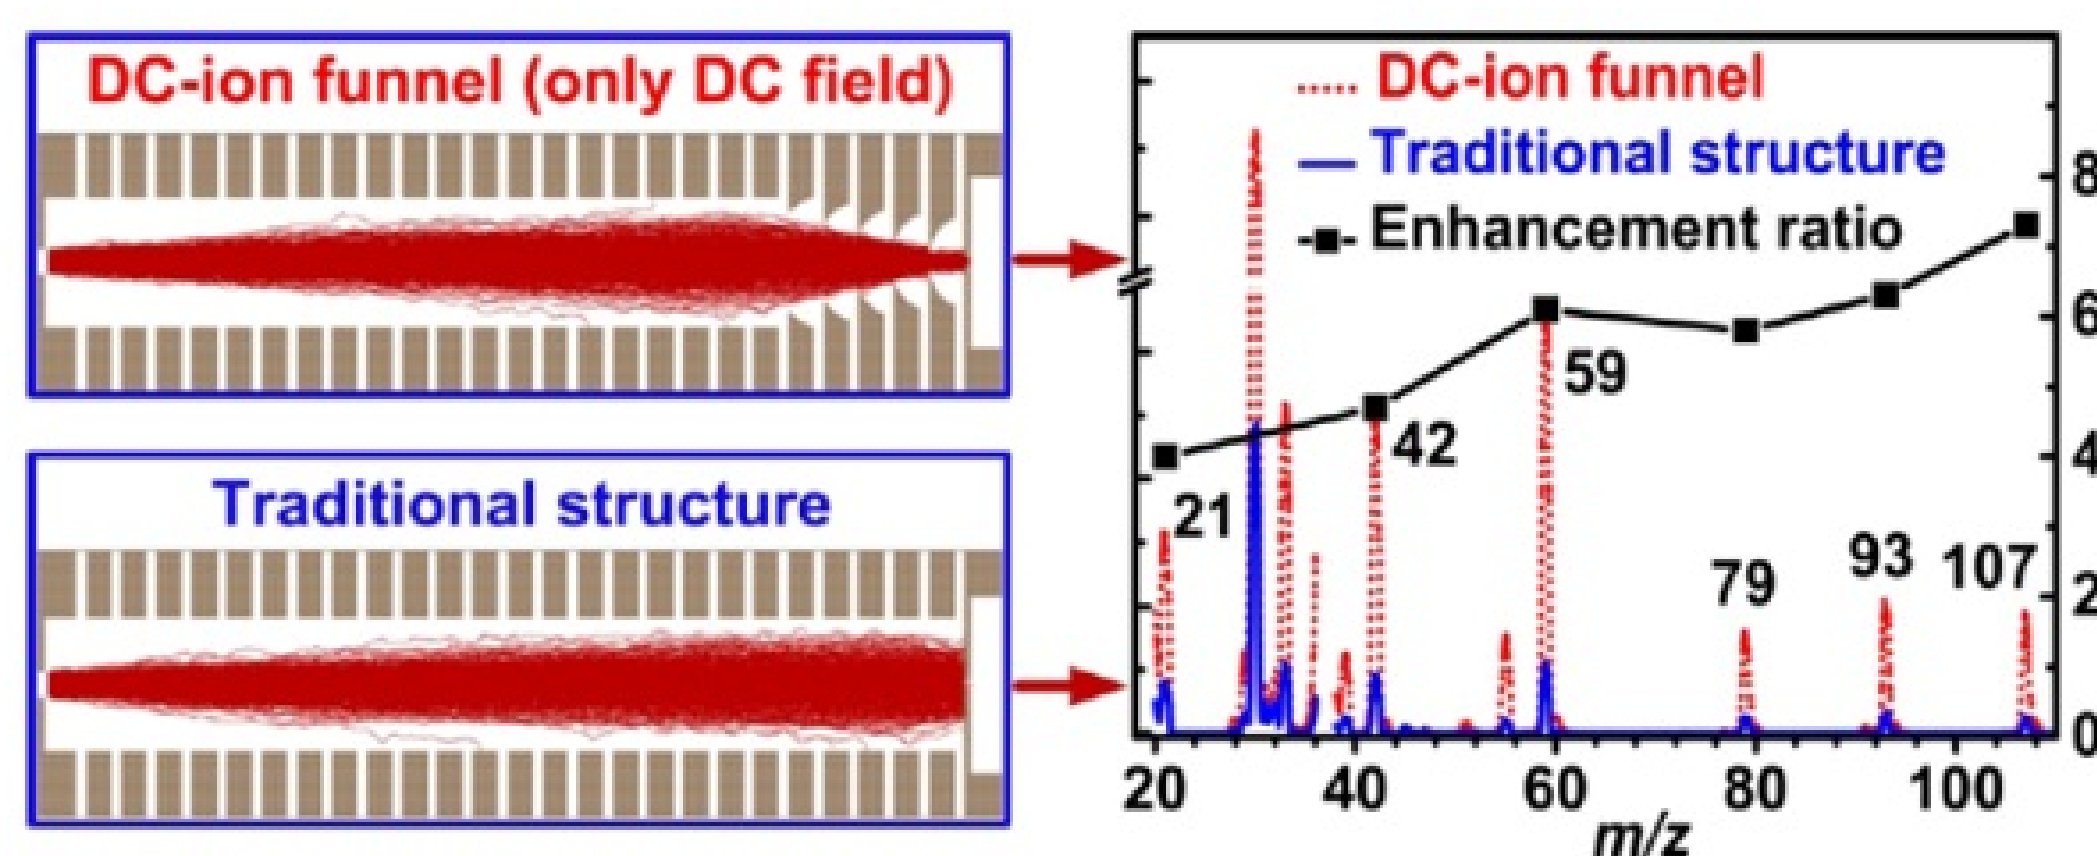 DC-ion funnel (only DC field)
Traditional structure
DC-ion funnel
Traditional structure
Enhancement ratio
21
42
59
79
93
107
8
6
4
2
0
20 40 60 80 100
m/z